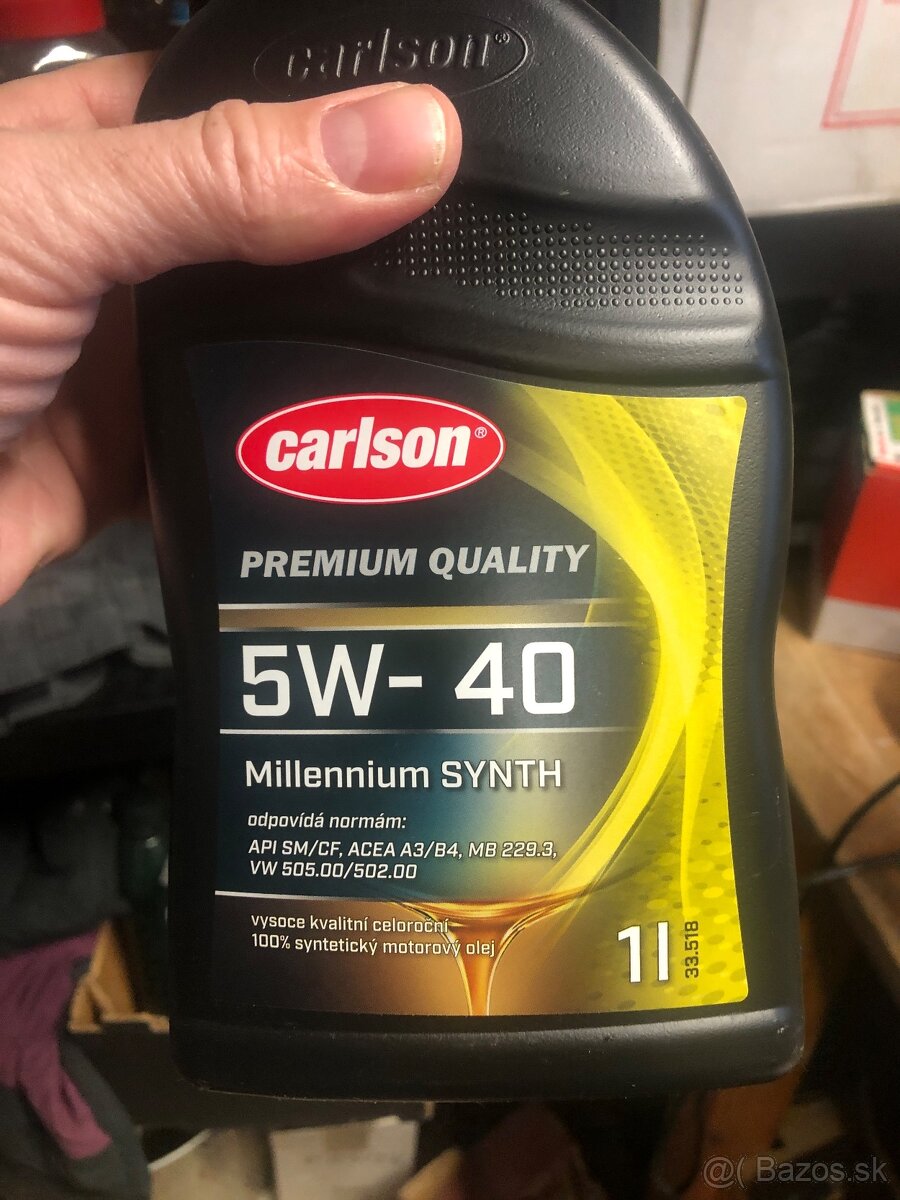 carlson®
carlson®
PREMIUM QUALITY
5W- 40
Millennium SYNTH
odpovídá normám:
API SM/CF, ACEA A3/B4, MB 229.3,
VW 505.00/502.00
vysoce kvalitní celoroční
100% syntetický motorový olej
1l
33.518
@( Bazos.sk